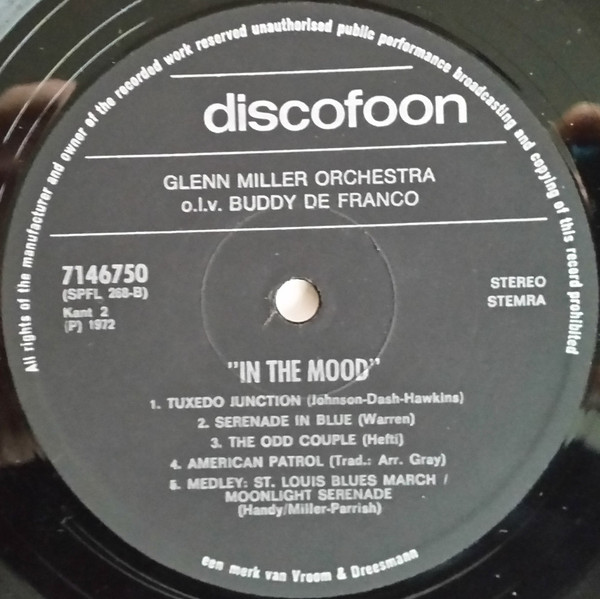 All rights of the manufacturer and owner of the recorded work reserved unauthorised public performance broadcasting and copying of this record prohibited
discofoon
GLENN MILLER ORCHESTRA
o.l.v. BUDDY DE FRANCO
7146750
(SPFL 268-B)
Kant 2
(P) 1972
STEREO
STEMRA
"IN THE MOOD"
1. TUXEDO JUNCTION (Johnson-Dash-Hawkins)
2. SERENADE IN BLUE (Warren)
3. THE ODD COUPLE (Hefti)
4. AMERICAN PATROL (Trad.: Arr. Gray)
5. MEDLEY: ST. LOUIS BLUES MARCH /
MOONLIGHT SERENADE
(Handy/Miller-Parrish)
een merk van Vroom & Dreesmann